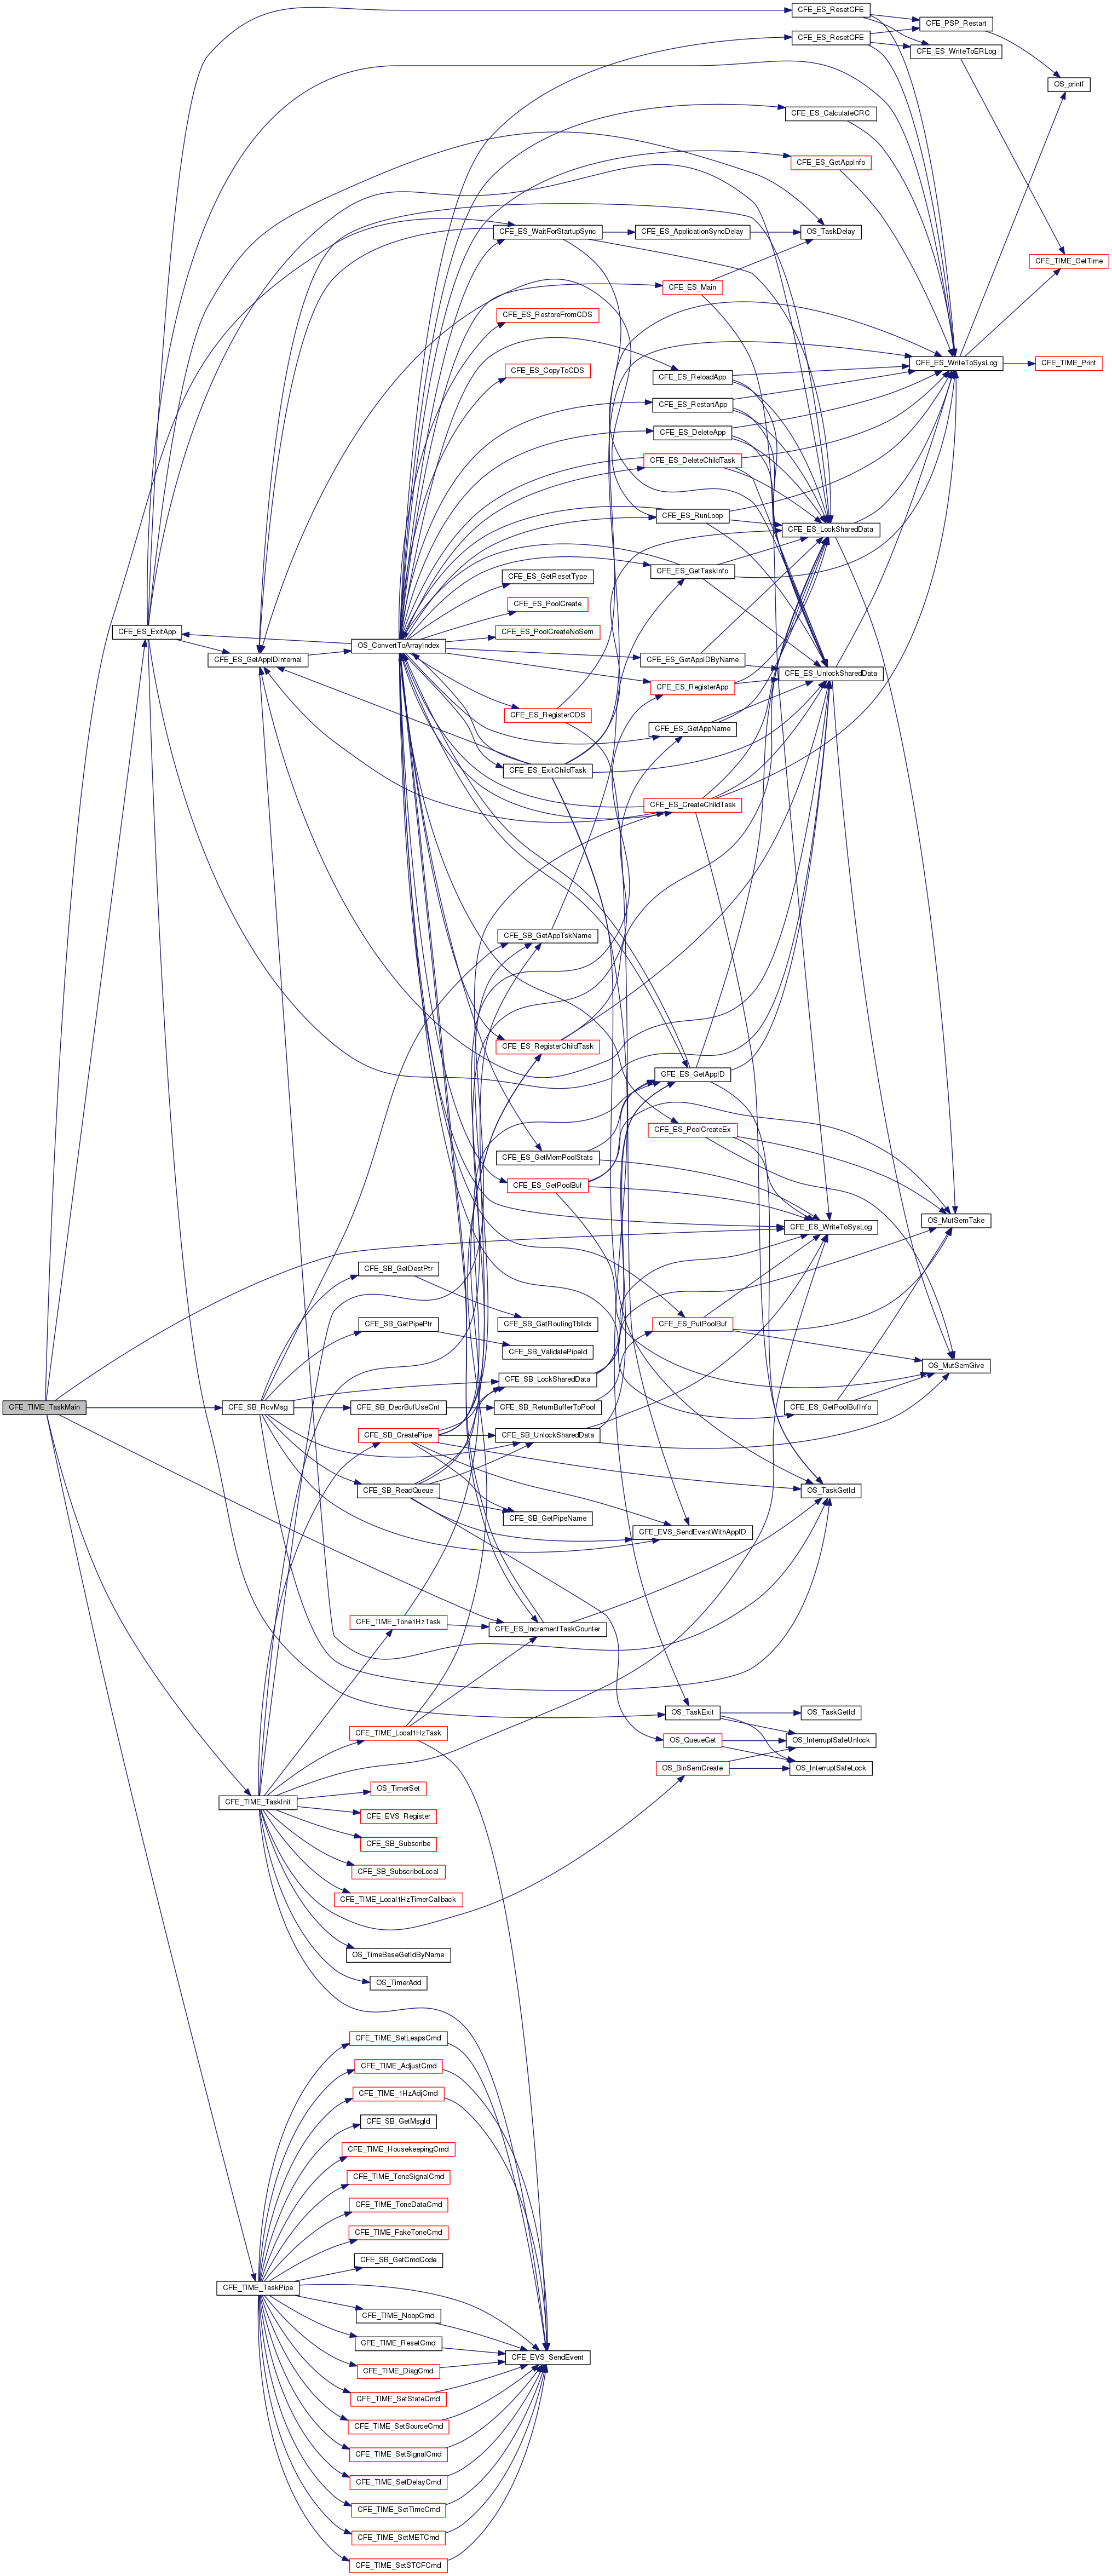 CFE_ES_ResetCFE
CFE_PSP_Restart
CFE_ES_ResetCFE
CFE_ES_WriteToERLog
OS_printf
CFE_ES_CalculateCRC
CFE_ES_GetAppInfo
CFE_ES_WaitForStartupSync
CFE_ES_ApplicationSyncDelay
OS_TaskDelay
CFE_TIME_GetTime
CFE_ES_Main
CFE_ES_RestoreFromCDS
CFE_ES_WriteToSysLog
CFE_TIME_Print
CFE_ES_CopyToCDS
CFE_ES_ReloadApp
CFE_ES_RestartApp
CFE_ES_DeleteApp
CFE_ES_DeleteChildTask
CFE_ES_RunLoop
CFE_ES_LockSharedData
CFE_ES_GetTaskInfo
CFE_ES_GetResetType
CFE_ES_PoolCreate
CFE_ES_ExitApp
CFE_ES_PoolCreateNoSem
OS_ConvertToArrayIndex
CFE_ES_GetAppIDInternal
CFE_ES_GetAppIDByName
CFE_ES_UnlockSharedData
CFE_ES_RegisterApp
CFE_ES_RegisterCDS
CFE_ES_GetAppName
CFE_ES_ExitChildTask
CFE_ES_CreateChildTask
CFE_SB_GetAppTskName
CFE_ES_RegisterChildTask
CFE_ES_GetAppID
CFE_ES_PoolCreateEx
CFE_ES_GetMemPoolStats
CFE_ES_GetPoolBuf
OS_MutSemTake
CFE_ES_WriteToSysLog
CFE_SB_GetDestPtr
CFE_SB_GetPipePtr
CFE_SB_GetRoutingTblIdx
CFE_ES_PutPoolBuf
CFE_SB_ValidatePipeId
OS_MutSemGive
CFE_SB_LockSharedData
CFE_TIME_TaskMain
CFE_SB_RcvMsg
CFE_SB_DecrBufUseCnt
CFE_SB_ReturnBufferToPool
CFE_ES_GetPoolBufInfo
CFE_SB_CreatePipe
CFE_SB_UnlockSharedData
CFE_SB_ReadQueue
OS_TaskGetId
CFE_SB_GetPipeName
CFE_EVS_SendEventWithAppID
CFE_TIME_Tone1HzTask
CFE_ES_IncrementTaskCounter
OS_TaskExit
OS_TaskGetId
CFE_TIME_Local1HzTask
OS_QueueGet
OS_InterruptSafeUnlock
OS_BinSemCreate
OS_InterruptSafeLock
OS_TimerSet
CFE_TIME_TaskInit
CFE_EVS_Register
CFE_SB_Subscribe
CFE_SB_SubscribeLocal
CFE_TIME_Local1HzTimerCallback
OS_TimeBaseGetIdByName
OS_TimerAdd
CFE_TIME_SetLeapsCmd
CFE_TIME_AdjustCmd
CFE_TIME_1HzAdjCmd
CFE_SB_GetMsgId
CFE_TIME_HousekeepingCmd
CFE_TIME_ToneSignalCmd
CFE_TIME_ToneDataCmd
CFE_TIME_FakeToneCmd
CFE_SB_GetCmdCode
CFE_TIME_TaskPipe
CFE_TIME_NoopCmd
CFE_TIME_ResetCmd
CFE_EVS_SendEvent
CFE_TIME_DiagCmd
CFE_TIME_SetStateCmd
CFE_TIME_SetSourceCmd
CFE_TIME_SetSignalCmd
CFE_TIME_SetDelayCmd
CFE_TIME_SetTimeCmd
CFE_TIME_SetMETCmd
CFE_TIME_SetSTCFCmd